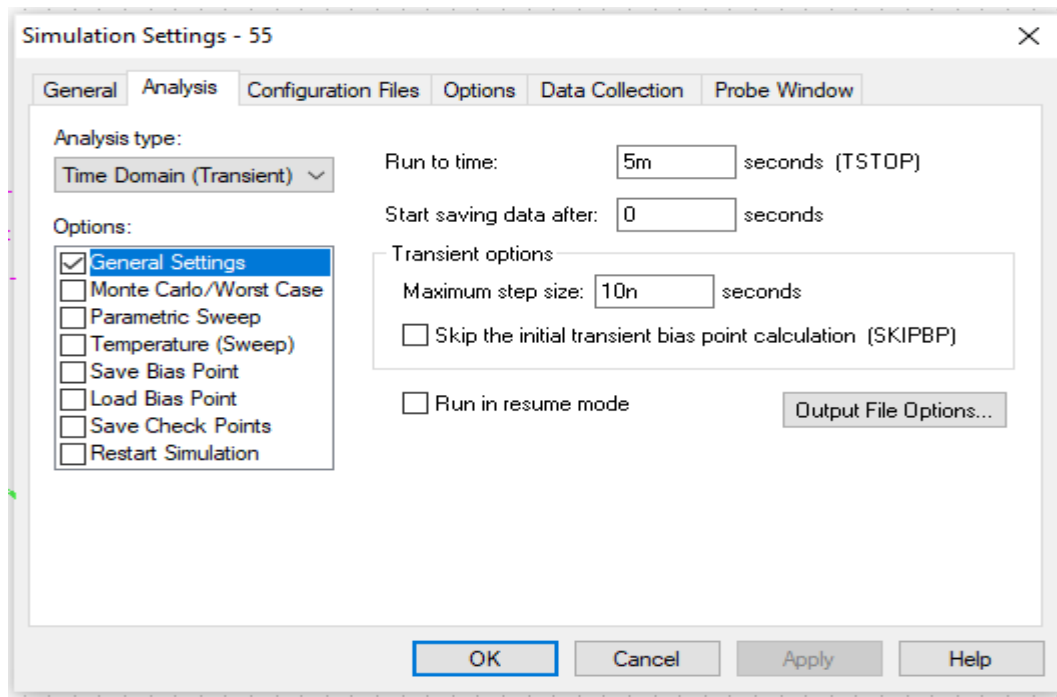 Simulation Settings - 55
General Analysis Configuration Files Options Data Collection Probe Window
Analysis type:
Time Domain (Transient)
Options:
General Settings
Monte Carlo/Worst Case
Parametric Sweep
Temperature (Sweep)
Save Bias Point
Load Bias Point
Save Check Points
Restart Simulation
Run to time: 5m seconds (TSTOP)
Start saving data after: 0 seconds
Transient options
Maximum step size: 10n seconds
Skip the initial transient bias point calculation (SKIPBP)
Run in resume mode
Output File Options...
OK Cancel Apply Help